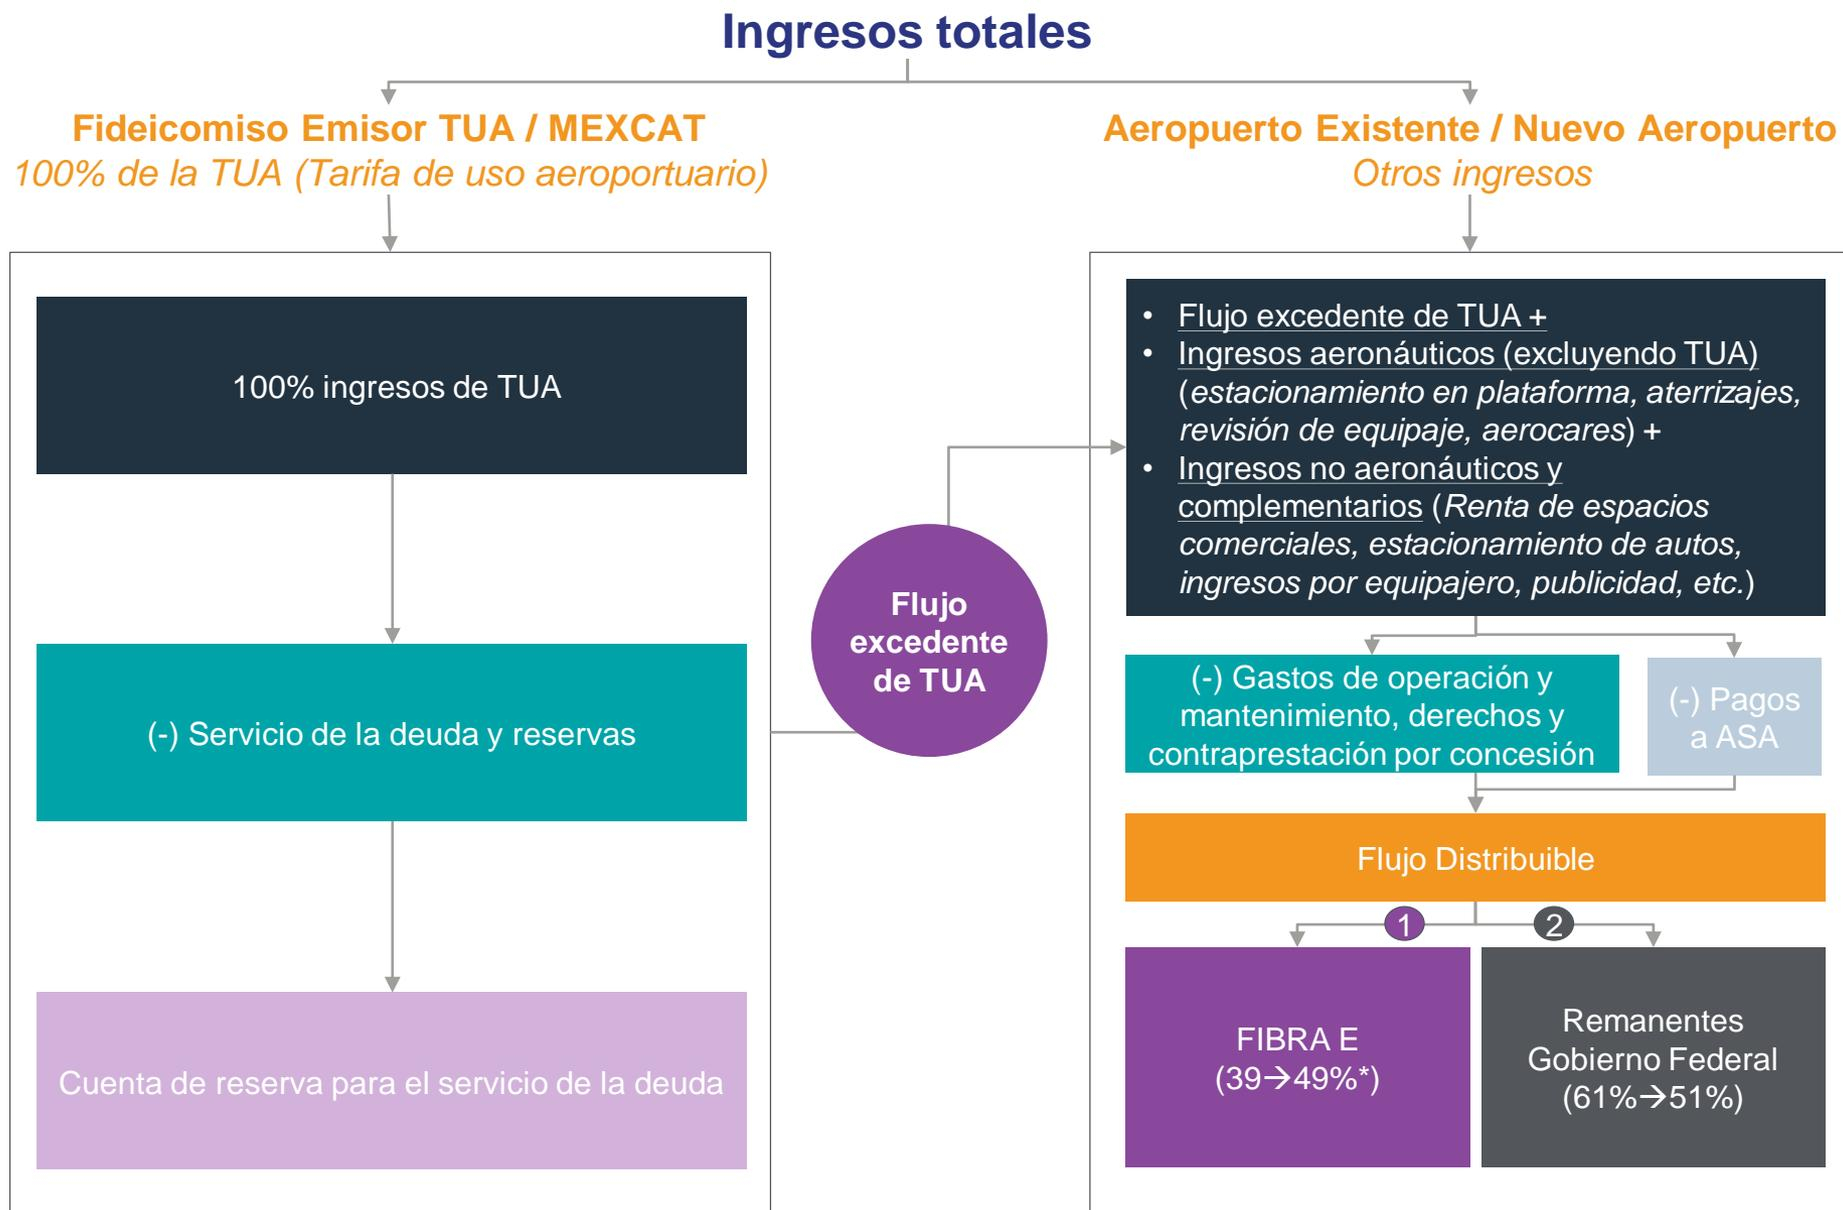 Ingresos totales
Fideicomiso Emisor TUA / MEXCAT
100% de la TUA (Tarifa de uso aeroportuario)
100% ingresos de TUA
(-) Servicio de la deuda y reservas
Cuenta de reserva para el servicio de la deuda
Flujo
excedente
de TUA
Aeropuerto Existente / Nuevo Aeropuerto
Otros ingresos
• Flujo excedente de TUA +
• Ingresos aeronáuticos (excluyendo TUA)
(estacionamiento en plataforma, aterrizajes,
revisión de equipaje, aerocares) +
• Ingresos no aeronáuticos y
complementarios (Renta de espacios
comerciales, estacionamiento de autos,
ingresos por equipajero, publicidad, etc.)
(-) Gastos de operación y
mantenimiento, derechos y
contraprestación por concesión
(-) Pagos
a ASA
Flujo Distribuible
1
2
FIBRA E
(39→49%*)
Remanentes
Gobierno Federal
(61%→51%)